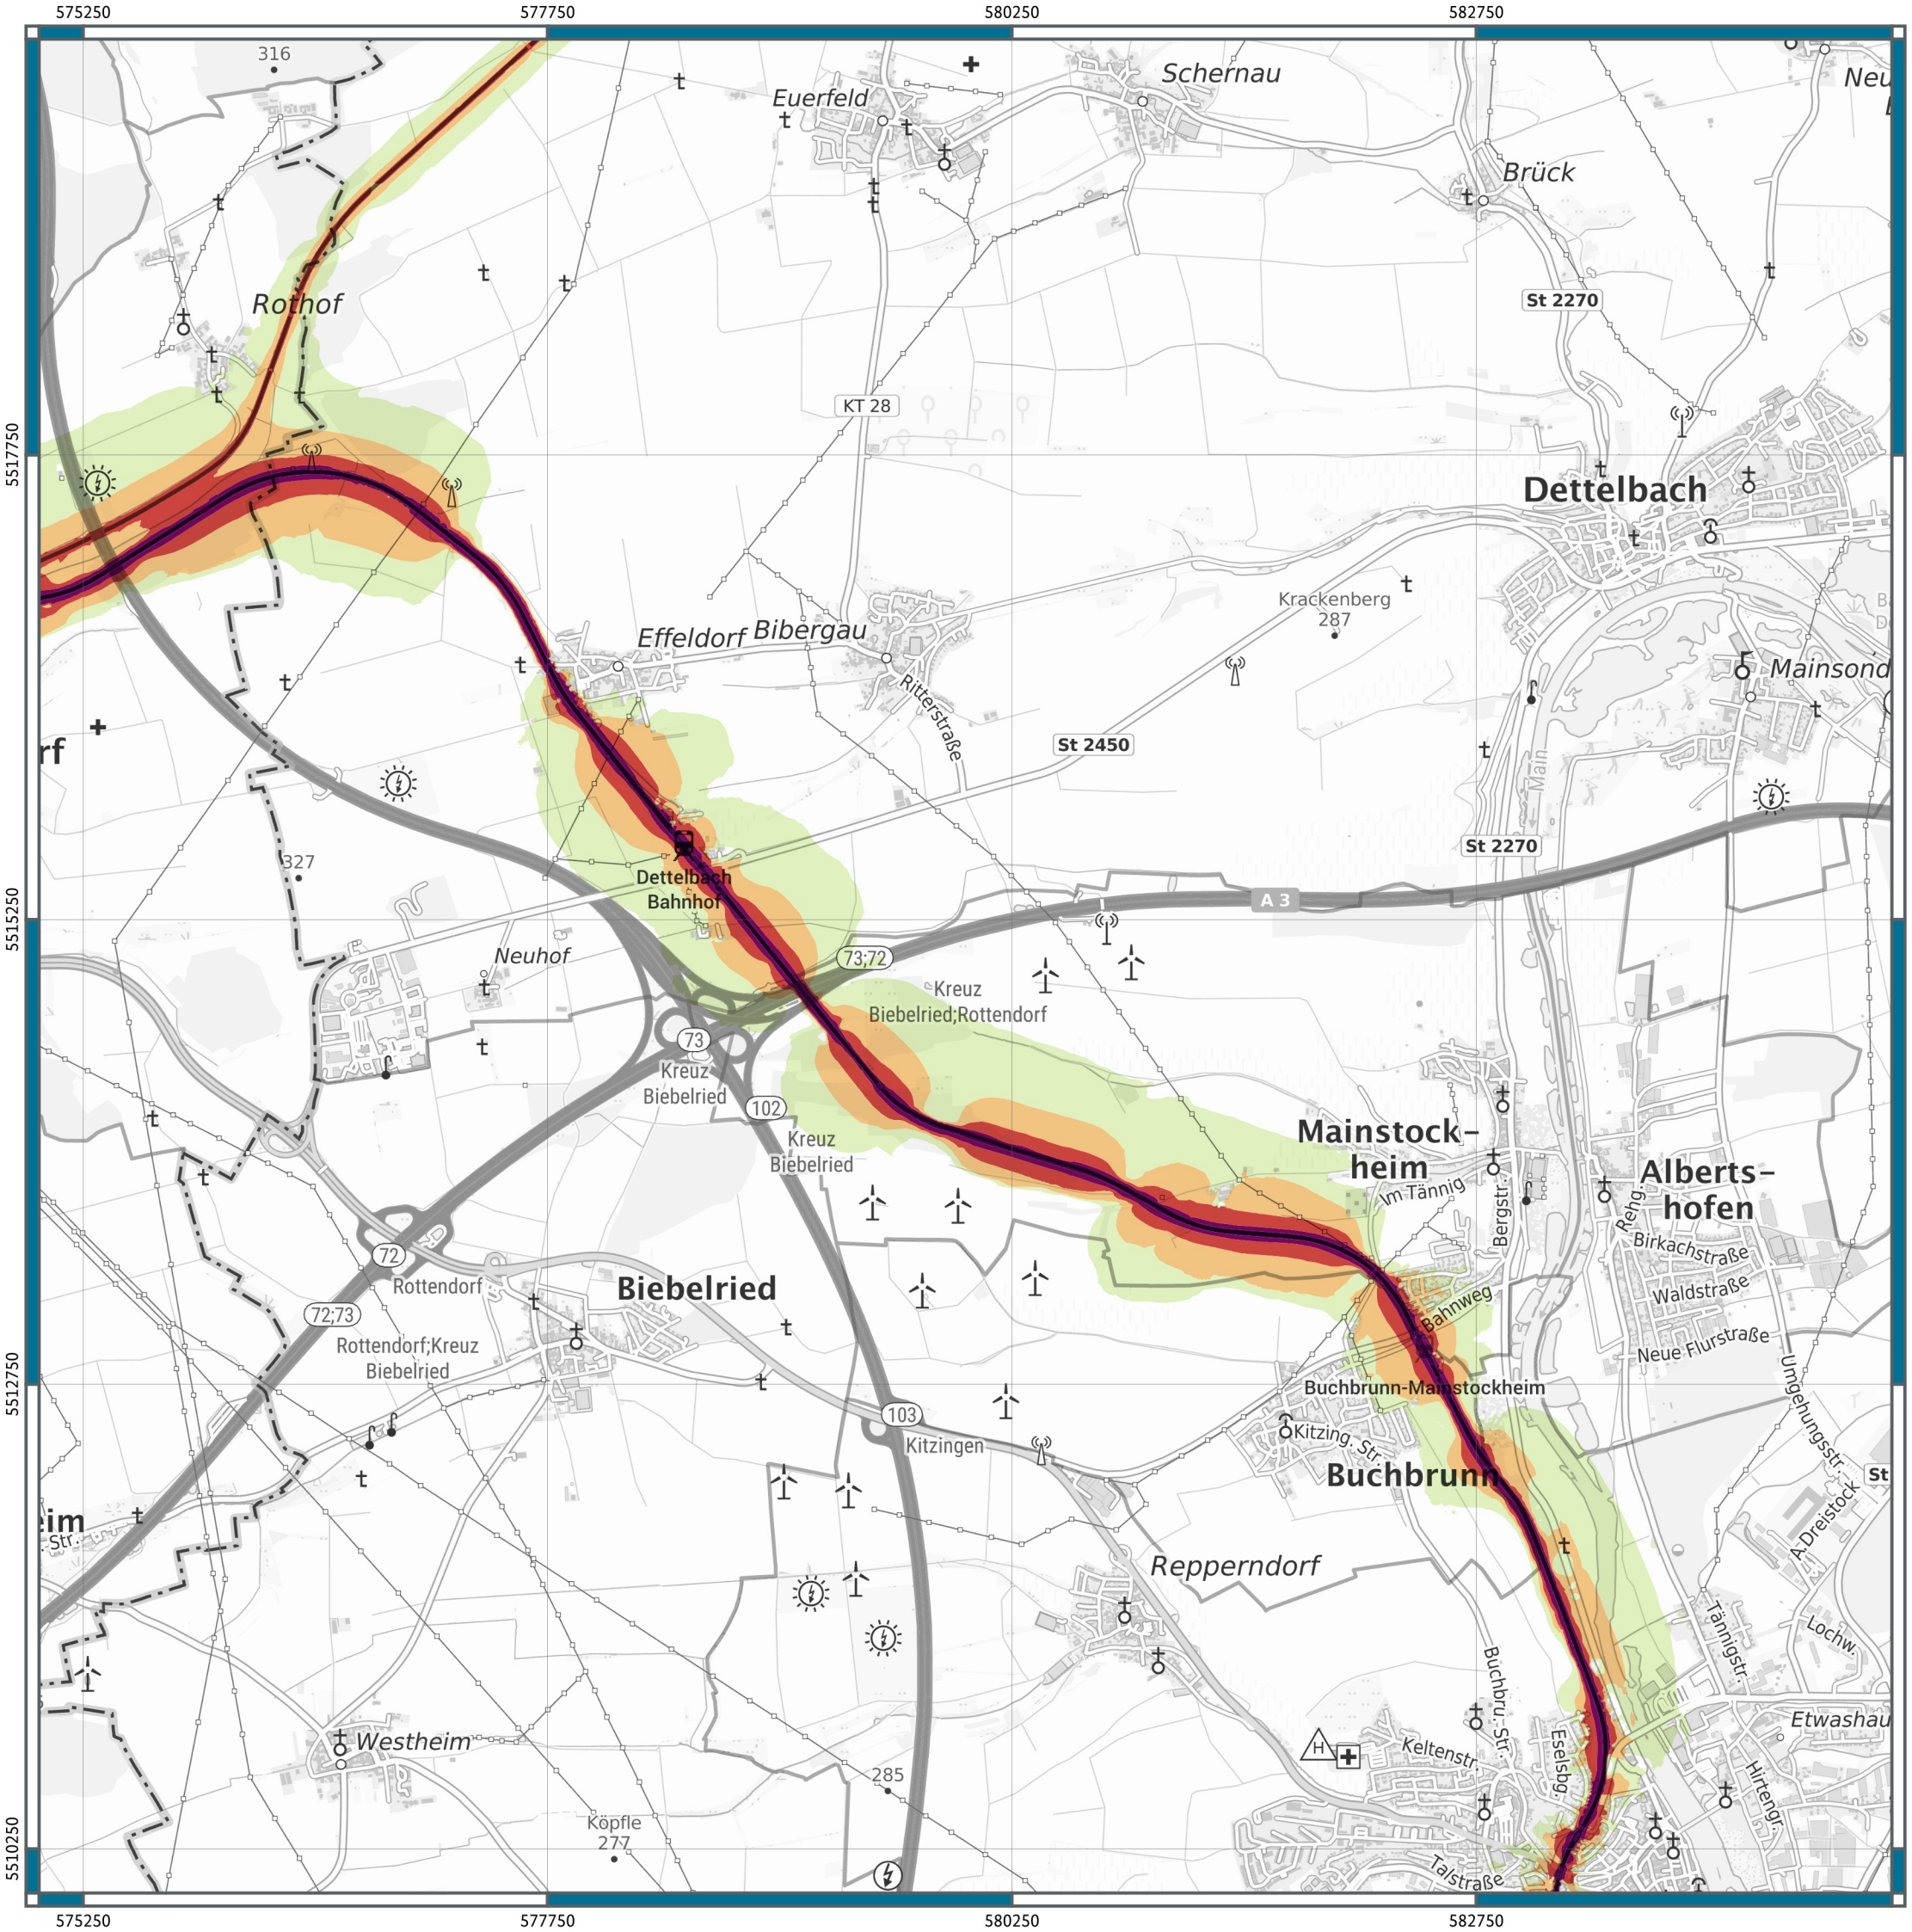 575250
577750
580250
582750
316
Schernau
Neu
Euerfeld
Brück
St 2270
Rothof
KT 28
5517750
Dettelbach
Krackenberg
287
Effeldorf
Bibergau
Mainsond
Ritterstraße
rf
St 2450
Main
St 2270
327
Dettelbach
Bahnhof
A 3
5515250
Neuhof
73;72
Kreuz
Biebelried;Rottendorf
73
Kreuz
Biebelried
102
Kreuz
Biebelried
Mainstock-
heim
Im Tännig
Bergstr.
Alberts-
hofen
Rehg.
Birkachstraße
Waldstraße
Neue Flurstraße
72
Rottendorf
Biebelried
Bahnweg
72;73
Rottendorf;Kreuz
Biebelried
5512750
Buchbrunn-Mainstockheim
Umgehungsstr.
103
Kitzingen
Kitzing. Str.
Buchbrunn
St
A.Dreistock
eim
Str.
Repperndorf
Tännigstr.
Lochw.
Buchbru. Str.
Etwashau
Westheim
Keltenstr.
Eselsbg.
H
Hirtengr.
285
Köpfle
277
5510250
Talstraße
575250
577750
580250
582750